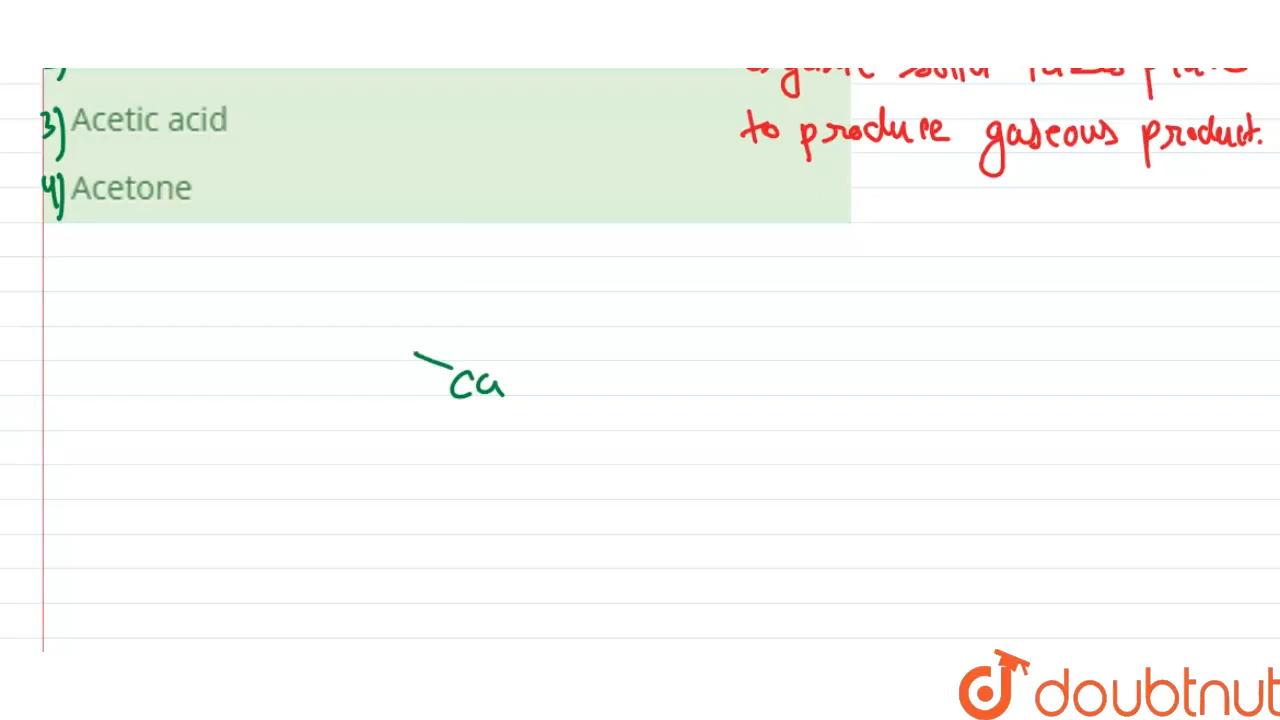 3) Acetic acid
to produce gaseous product.
4) Acetone
Ca
doubtnut